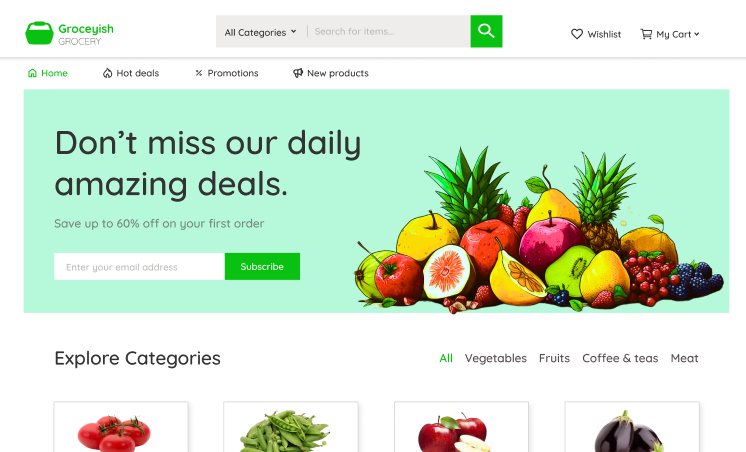 Groceyish
GROCERY
All Categories
Search for items...
Wishlist
My Cart
Home
Hot deals
Promotions
New products
Don't miss our daily
amazing deals.
Save up to 60% off on your first order
Enter your email address
Subscribe
Explore Categories
All
Vegetables
Fruits
Coffee & teas
Meat